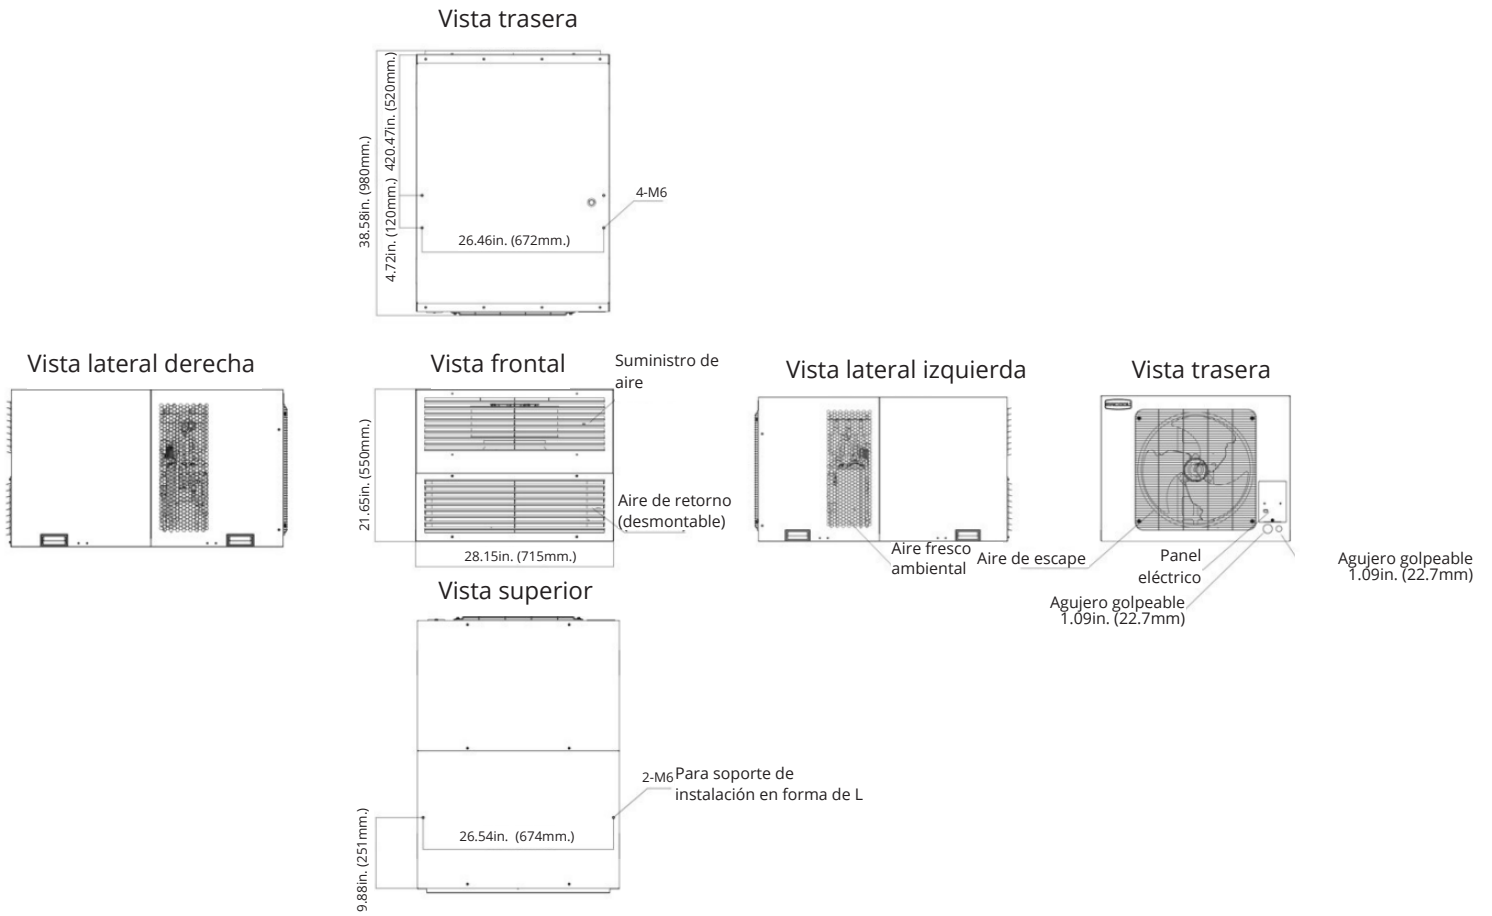 Vista trasera
38.58in. (980mm.)
4.72in. (120mm.) 420.47in. (520mm.)
4-M6
26.46in. (672mm.)
Vista lateral derecha
Vista frontal
Suministro de
aire
21.65in. (550mm.)
Aire de retorno
(desmontable)
28.15in. (715mm.)
Vista lateral izquierda
Aire fresco
ambiental
Vista trasera
Aire de escape
Panel
eléctrico
Agujero golpeable
1.09in. (22.7mm)
Agujero golpeable
1.09in. (22.7mm)
Vista superior
2-M6
Para soporte de
instalación en forma de L
26.54in. (674mm.)
9.88in. (251mm.)